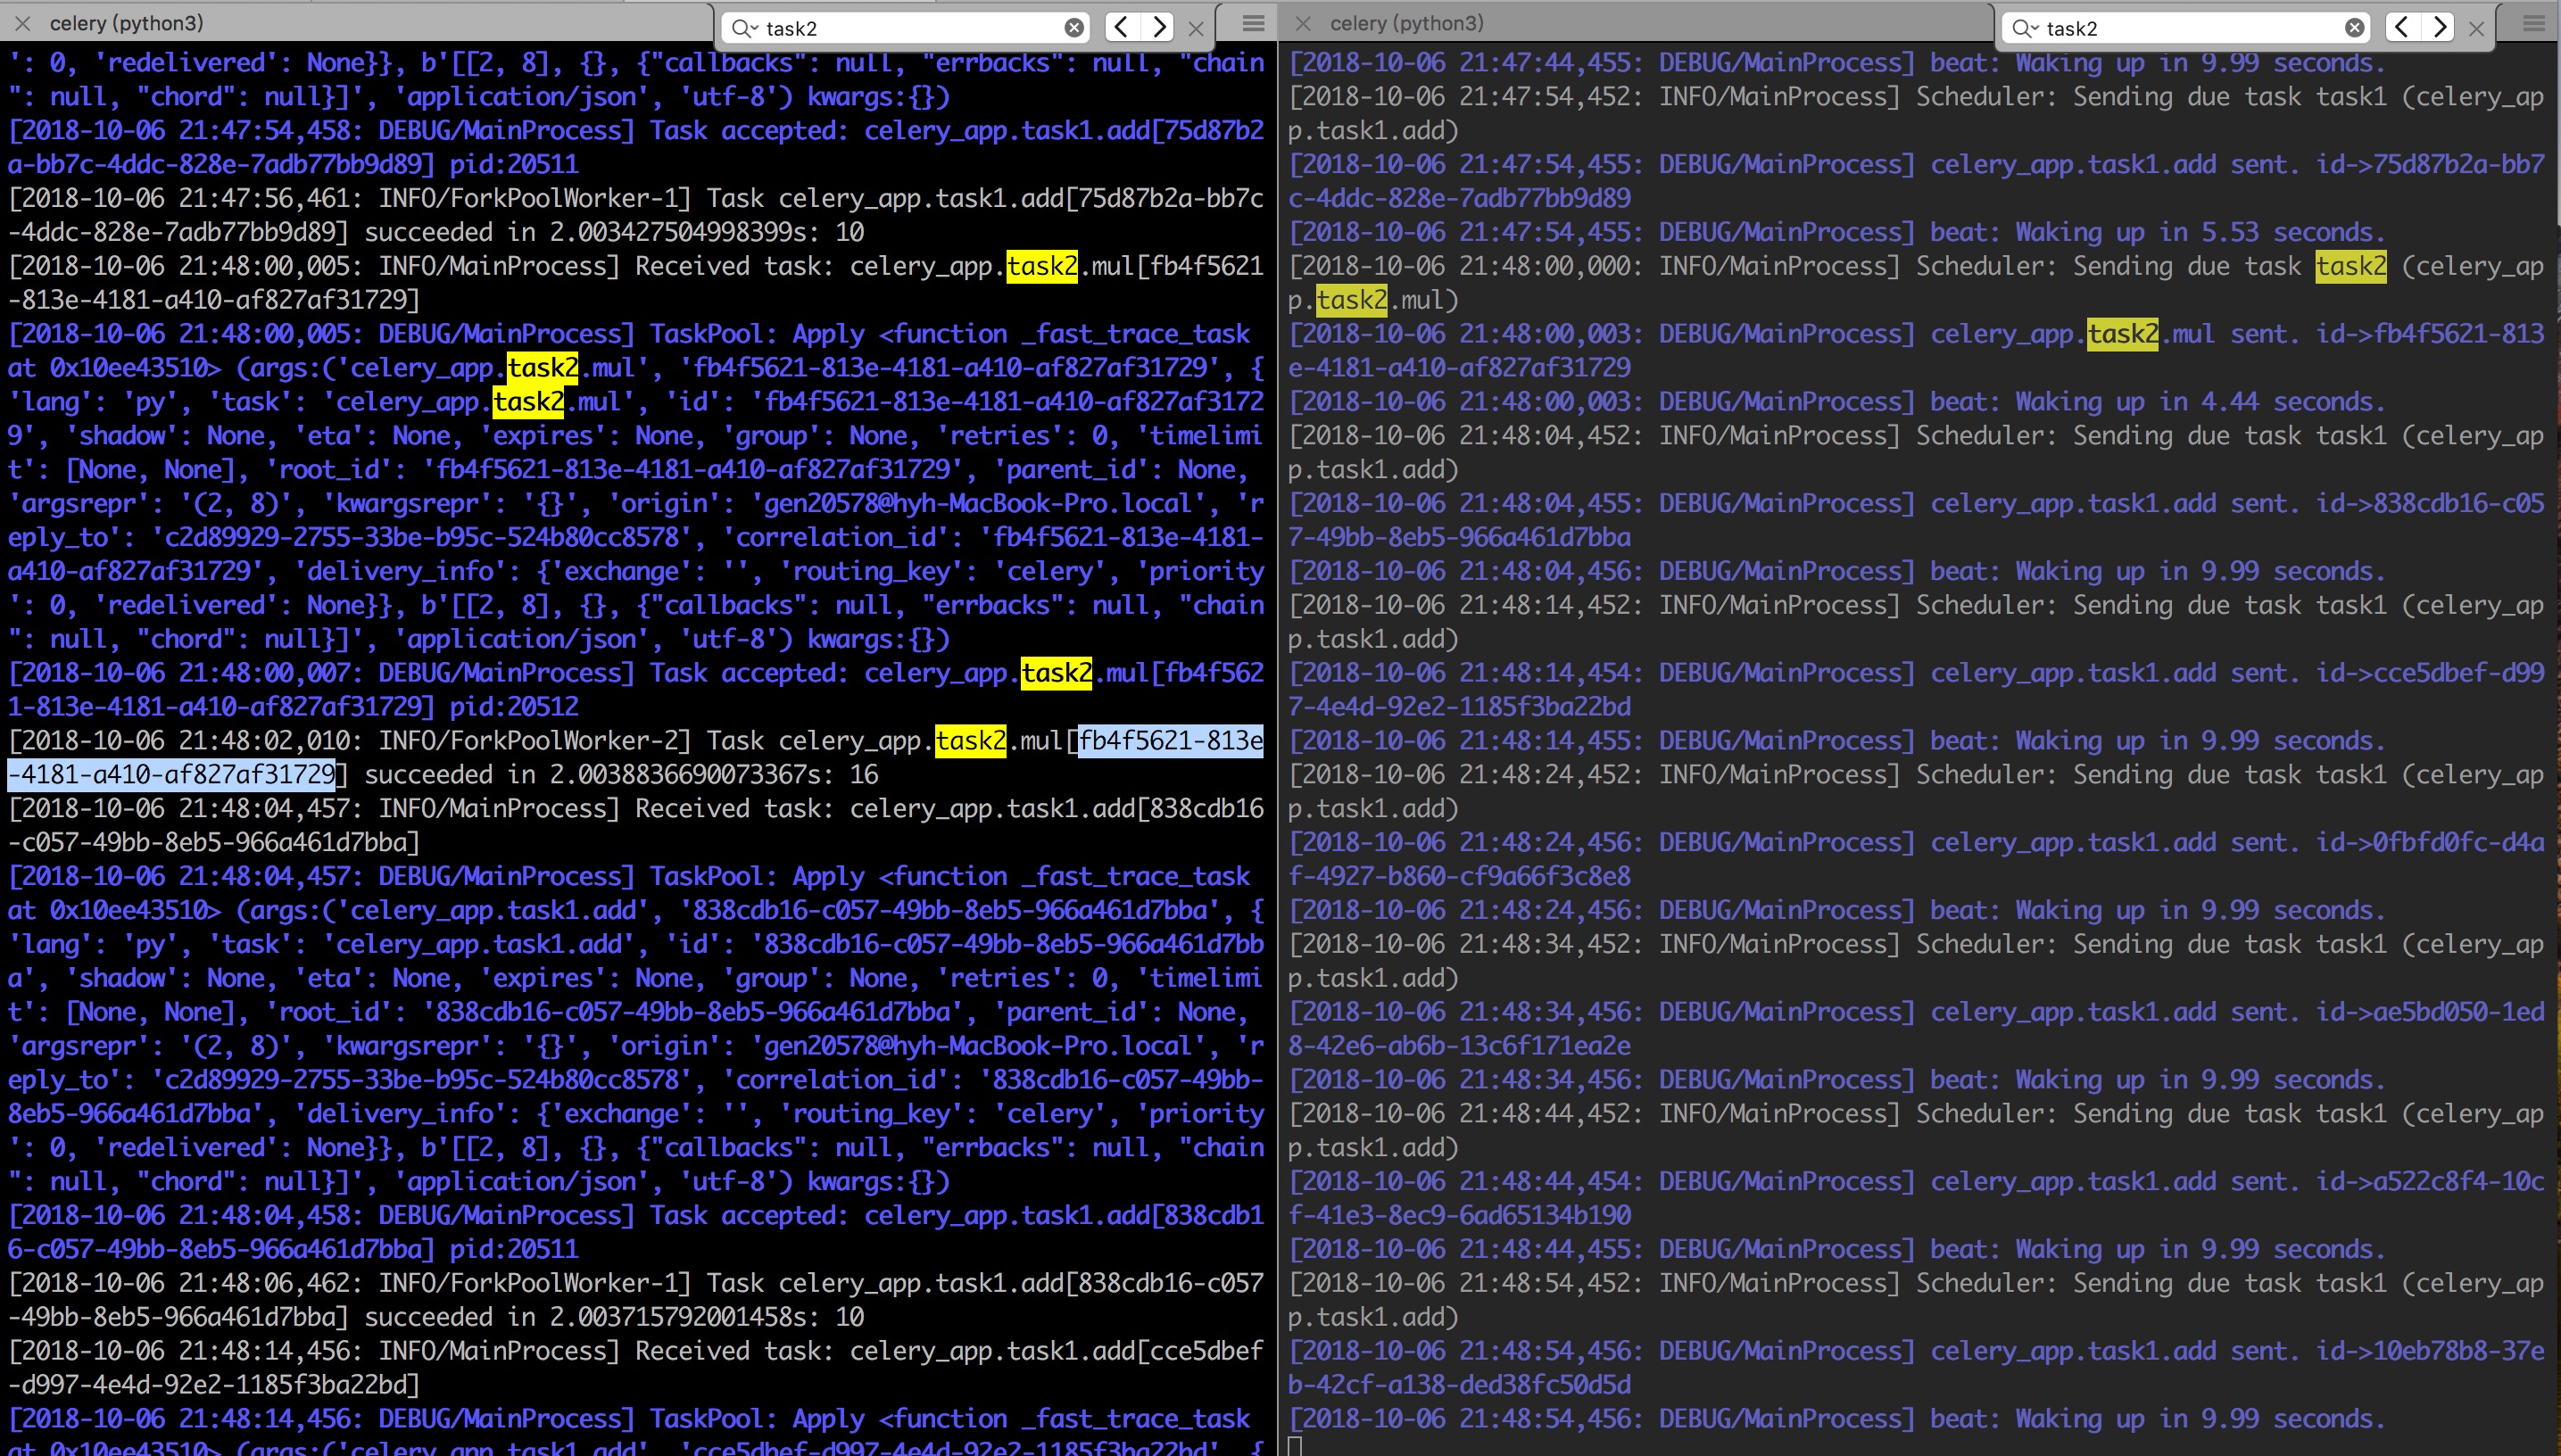 celery (python3)
task2
': 0, 'redelivered': None}}, b'[[2, 8], {}, {"callbacks": null, "errbacks": null, "chain
": null, "chord": null}]', 'application/json', 'utf-8') kwargs:{})
[2018-10-06 21:47:54,458: DEBUG/MainProcess] Task accepted: celery_app.task1.add[75d87b2
a-bb7c-4ddc-828e-7adb77bb9d89] pid:20511
[2018-10-06 21:47:56,461: INFO/ForkPoolWorker-1] Task celery_app.task1.add[75d87b2a-bb7c
-4ddc-828e-7adb77bb9d89] succeeded in 2.003427504998399s: 10
[2018-10-06 21:48:00,005: INFO/MainProcess] Received task: celery_app.task2.mul[fb4f5621
-813e-4181-a410-af827af31729]
[2018-10-06 21:48:00,005: DEBUG/MainProcess] TaskPool: Apply <function _fast_trace_task
at 0x10ee43510> (args:('celery_app.task2.mul', 'fb4f5621-813e-4181-a410-af827af31729', {
'lang': 'py', 'task': 'celery_app.task2.mul', 'id': 'fb4f5621-813e-4181-a410-af827af3172
9', 'shadow': None, 'eta': None, 'expires': None, 'group': None, 'retries': 0, 'timelimi
t': [None, None], 'root_id': 'fb4f5621-813e-4181-a410-af827af31729', 'parent_id': None,
'argsrepr': '(2, 8)', 'kwargsrepr': '{}', 'origin': 'gen20578@hyh-MacBook-Pro.local', 'r
eply_to': 'c2d89929-2755-33be-b95c-524b80cc8578', 'correlation_id': 'fb4f5621-813e-4181-
a410-af827af31729', 'delivery_info': {'exchange': '', 'routing_key': 'celery', 'priority
': 0, 'redelivered': None}}, b'[[2, 8], {}, {"callbacks": null, "errbacks": null, "chain
": null, "chord": null}]', 'application/json', 'utf-8') kwargs:{})
[2018-10-06 21:48:00,007: DEBUG/MainProcess] Task accepted: celery_app.task2.mul[fb4f562
1-813e-4181-a410-af827af31729] pid:20512
[2018-10-06 21:48:02,010: INFO/ForkPoolWorker-2] Task celery_app.task2.mul[fb4f5621-813e
-4181-a410-af827af31729] succeeded in 2.00388366900733​67s: 16
[2018-10-06 21:48:04,457: INFO/MainProcess] Received task: celery_app.task1.add[838cdb16
-c057-49bb-8eb5-966a461d7bba]
[2018-10-06 21:48:04,457: DEBUG/MainProcess] TaskPool: Apply <function _fast_trace_task
at 0x10ee43510> (args:('celery_app.task1.add', '838cdb16-c057-49bb-8eb5-966a461d7bba', {
'lang': 'py', 'task': 'celery_app.task1.add', 'id': '838cdb16-c057-49bb-8eb5-966a461d7bb
a', 'shadow': None, 'eta': None, 'expires': None, 'group': None, 'retries': 0, 'timelimi
t': [None, None], 'root_id': '838cdb16-c057-49bb-8eb5-966a461d7bba', 'parent_id': None,
'argsrepr': '(2, 8)', 'kwargsrepr': '{}', 'origin': 'gen20578@hyh-MacBook-Pro.local', 'r
eply_to': 'c2d89929-2755-33be-b95c-524b80cc8578', 'correlation_id': '838cdb16-c057-49bb-
8eb5-966a461d7bba', 'delivery_info': {'exchange': '', 'routing_key': 'celery', 'priority
': 0, 'redelivered': None}}, b'[[2, 8], {}, {"callbacks": null, "errbacks": null, "chain
": null, "chord": null}]', 'application/json', 'utf-8') kwargs:{})
[2018-10-06 21:48:04,458: DEBUG/MainProcess] Task accepted: celery_app.task1.add[838cdb1
6-c057-49bb-8eb5-966a461d7bba] pid:20511
[2018-10-06 21:48:06,462: INFO/ForkPoolWorker-1] Task celery_app.task1.add[838cdb16-c057
-49bb-8eb5-966a461d7bba] succeeded in 2.003715792001458s: 10
[2018-10-06 21:48:14,456: INFO/MainProcess] Received task: celery_app.task1.add[cce5dbef
-d997-4e4d-92e2-1185f3ba22bd]
[2018-10-06 21:48:14,456: DEBUG/MainProcess] TaskPool: Apply <function _fast_trace_task
at 0x10ee43510> (args:('celery_app.task1.add', 'cce5dbef-d997-4e4d-92e2-1185f3ba22bd', {
celery (python3)
task2
[2018-10-06 21:47:44,455: DEBUG/MainProcess] beat: Waking up in 9.99 seconds.
[2018-10-06 21:47:54,452: INFO/MainProcess] Scheduler: Sending due task task1 (celery_ap
p.task1.add)
[2018-10-06 21:47:54,455: DEBUG/MainProcess] celery_app.task1.add sent. id->75d87b2a-bb7
c-4ddc-828e-7adb77bb9d89
[2018-10-06 21:47:54,455: DEBUG/MainProcess] beat: Waking up in 5.53 seconds.
[2018-10-06 21:48:00,000: INFO/MainProcess] Scheduler: Sending due task task2 (celery_ap
p.task2.mul)
[2018-10-06 21:48:00,003: DEBUG/MainProcess] celery_app.task2.mul sent. id->fb4f5621-813
e-4181-a410-af827af31729
[2018-10-06 21:48:00,003: DEBUG/MainProcess] beat: Waking up in 4.44 seconds.
[2018-10-06 21:48:04,452: INFO/MainProcess] Scheduler: Sending due task task1 (celery_ap
p.task1.add)
[2018-10-06 21:48:04,455: DEBUG/MainProcess] celery_app.task1.add sent. id->838cdb16-c05
7-49bb-8eb5-966a461d7bba
[2018-10-06 21:48:04,456: DEBUG/MainProcess] beat: Waking up in 9.99 seconds.
[2018-10-06 21:48:14,452: INFO/MainProcess] Scheduler: Sending due task task1 (celery_ap
p.task1.add)
[2018-10-06 21:48:14,454: DEBUG/MainProcess] celery_app.task1.add sent. id->cce5dbef-d99
7-4e4d-92e2-1185f3ba22bd
[2018-10-06 21:48:14,455: DEBUG/MainProcess] beat: Waking up in 9.99 seconds.
[2018-10-06 21:48:24,452: INFO/MainProcess] Scheduler: Sending due task task1 (celery_ap
p.task1.add)
[2018-10-06 21:48:24,456: DEBUG/MainProcess] celery_app.task1.add sent. id->0fbfd0fc-d4a
f-4927-b860-cf9a66f3c8e8
[2018-10-06 21:48:24,456: DEBUG/MainProcess] beat: Waking up in 9.99 seconds.
[2018-10-06 21:48:34,452: INFO/MainProcess] Scheduler: Sending due task task1 (celery_ap
p.task1.add)
[2018-10-06 21:48:34,456: DEBUG/MainProcess] celery_app.task1.add sent. id->ae5bd050-1ed
8-42e6-ab6b-13c6f171ea2e
[2018-10-06 21:48:34,456: DEBUG/MainProcess] beat: Waking up in 9.99 seconds.
[2018-10-06 21:48:44,452: INFO/MainProcess] Scheduler: Sending due task task1 (celery_ap
p.task1.add)
[2018-10-06 21:48:44,454: DEBUG/MainProcess] celery_app.task1.add sent. id->a522c8f4-10c
f-41e3-8ec9-6ad65134b190
[2018-10-06 21:48:44,455: DEBUG/MainProcess] beat: Waking up in 9.99 seconds.
[2018-10-06 21:48:54,452: INFO/MainProcess] Scheduler: Sending due task task1 (celery_ap
p.task1.add)
[2018-10-06 21:48:54,456: DEBUG/MainProcess] celery_app.task1.add sent. id->10eb78b8-37e
b-42cf-a138-ded38fc50d5d
[2018-10-06 21:48:54,456: DEBUG/MainProcess] beat: Waking up in 9.99 seconds.